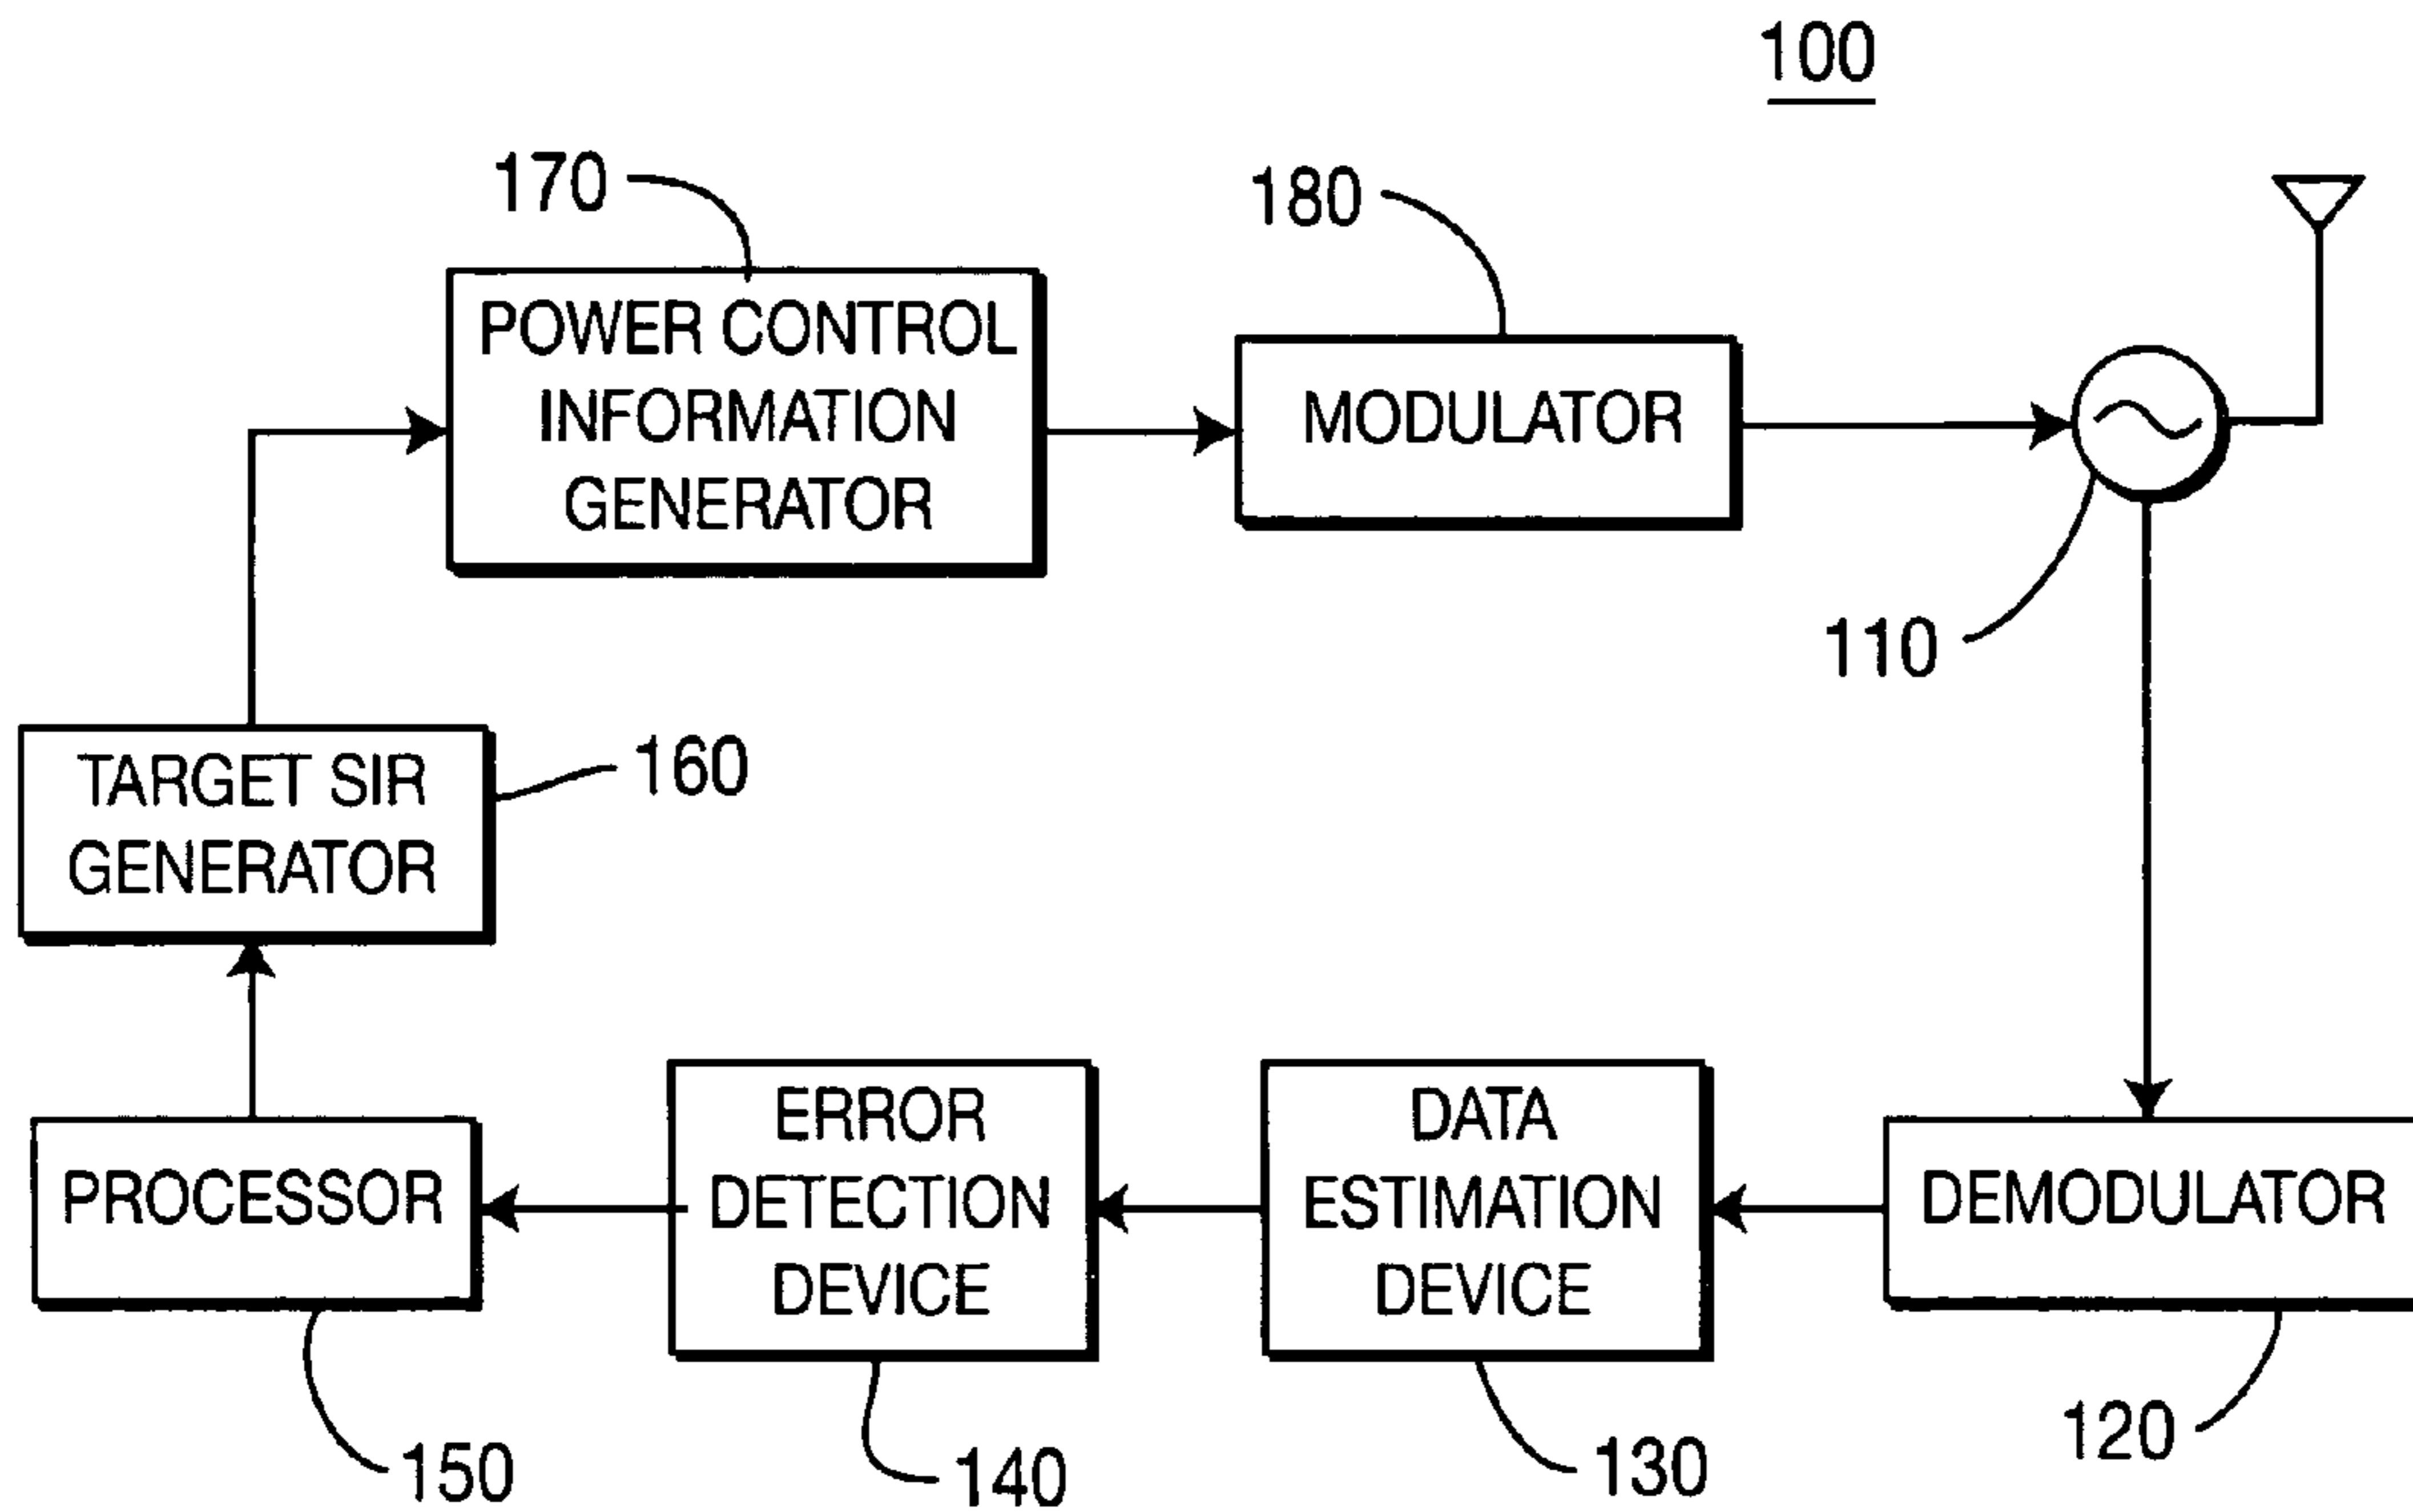 100
170
180
POWER CONTROL
INFORMATION
GENERATOR
MODULATOR
110
TARGET SIR
GENERATOR
160
PROCESSOR
ERROR
DETECTION
DEVICE
DATA
ESTIMATION
DEVICE
DEMODULATOR
150
140
130
120